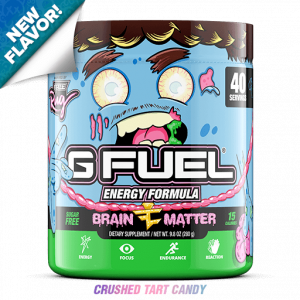 NEW
FLAVOR!
40
SERVINGS
G FUEL
ENERGY FORMULA
SUGAR
FREE
BRAIN MATTER
15
CALORIES
DIETARY SUPPLEMENT / NET WT. 9.8 OZ (280 g)
ENERGY
FOCUS
ENDURANCE
REACTION
CRUSHED TART CANDY